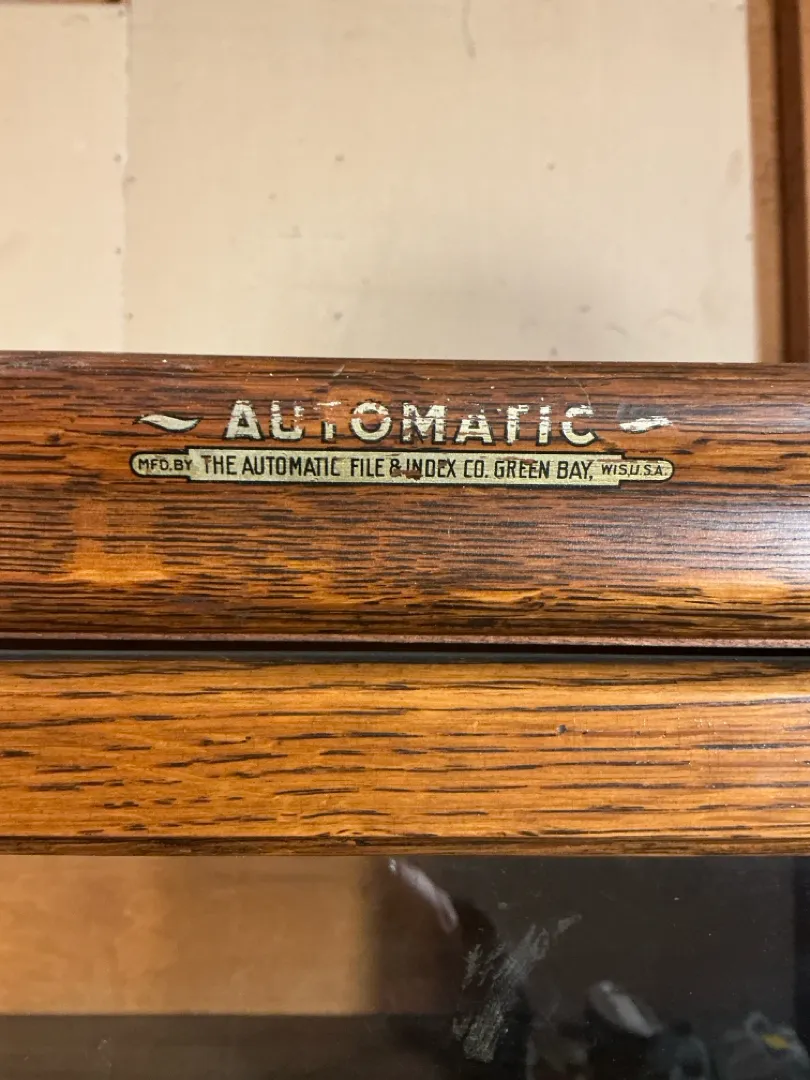 AUTOMATIC
MFD. BY THE AUTOMATIC FILE & INDEX CO. GREEN BAY, WIS. U.S.A.